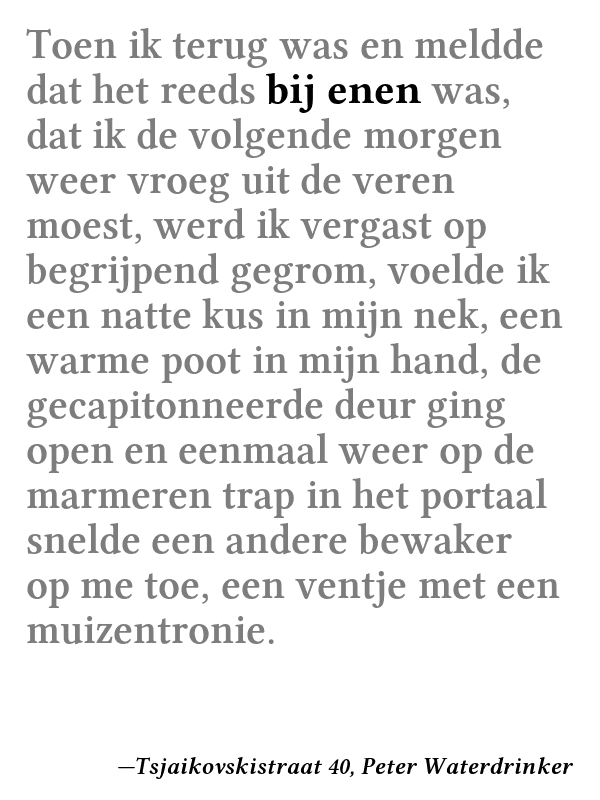 Toen ik terug was en meldde
dat het reeds bij enen was,
dat ik de volgende morgen
weer vroeg uit de veren
moest, werd ik vergast op
begrijpend gegrom, voelde ik
een natte kus in mijn nek, een
warme poot in mijn hand, de
gecapitonneerde deur ging
open en eenmaal weer op de
marmeren trap in het portaal
snelde een andere bewaker
op me toe, een ventje met een
muizentronie.
—Tsjaikovskistraat 40, Peter Waterdrinker